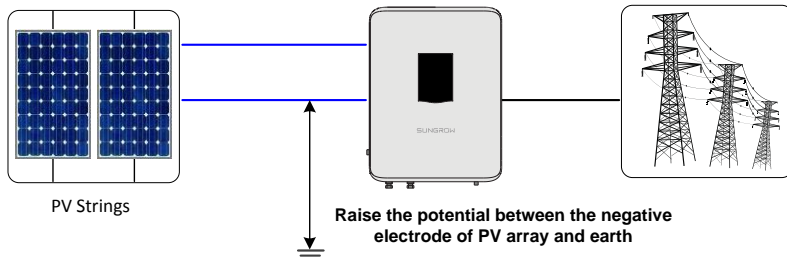 SUNGROW
PV Strings
Raise the potential between the negative
electrode of PV array and earth